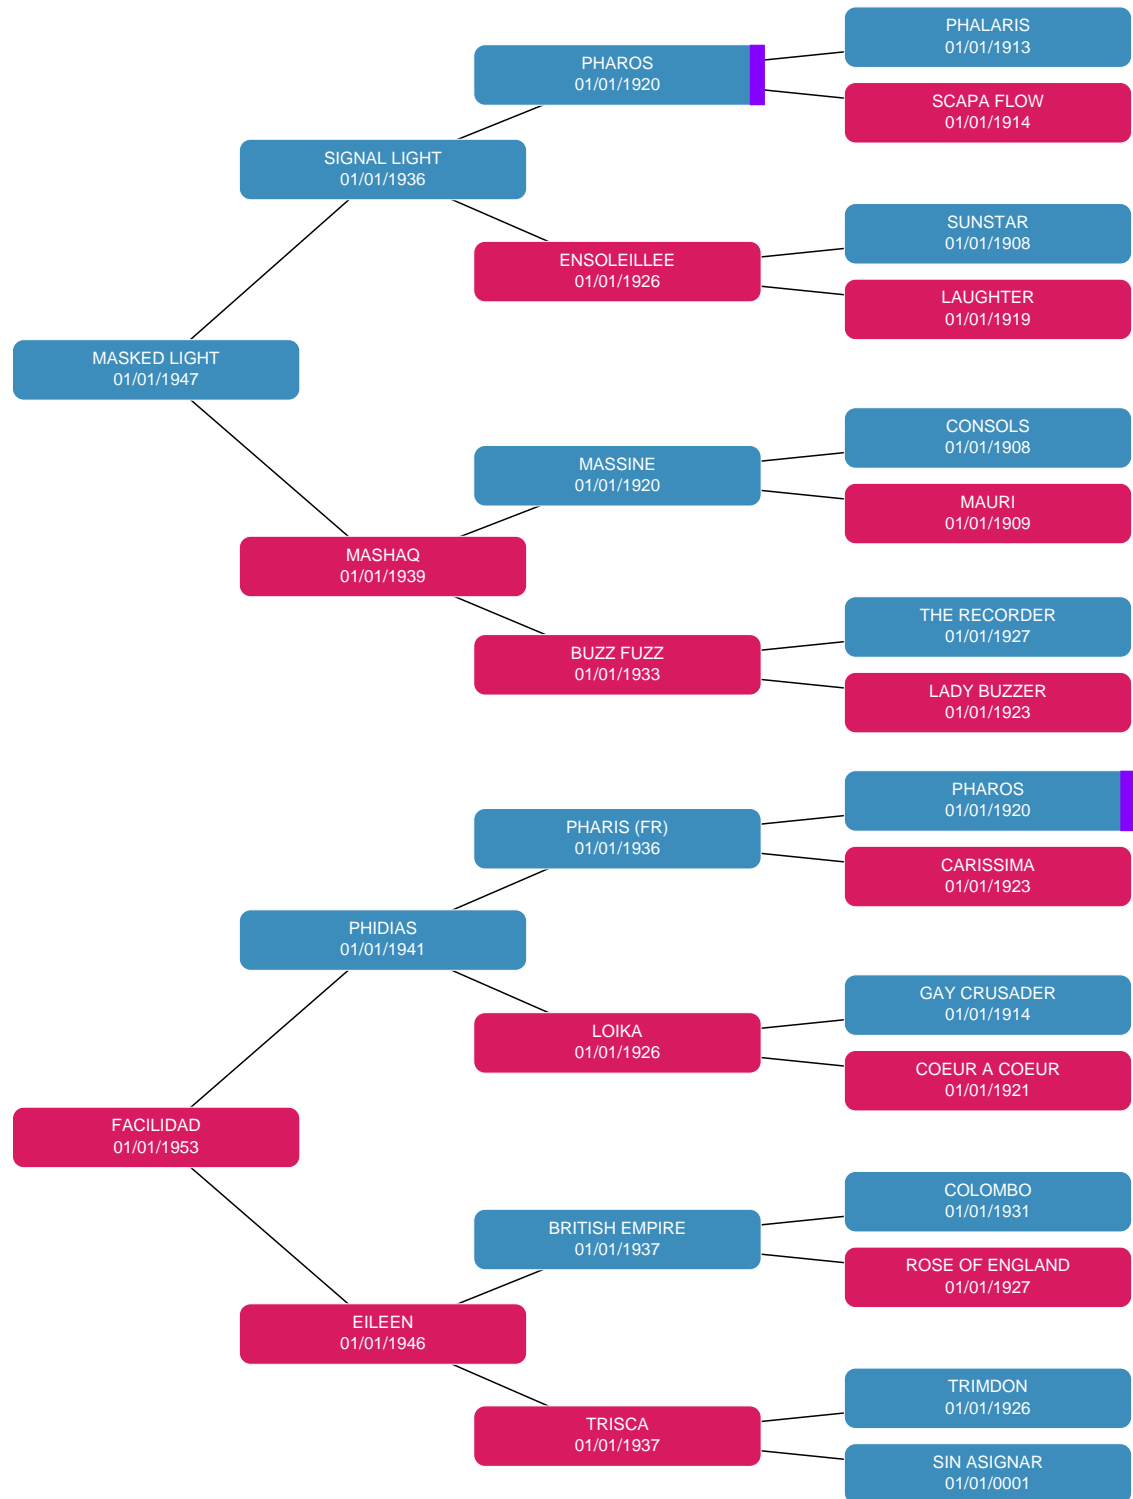 PHALARIS
01/01/1913
PHAROS
01/01/1920
SCAPA FLOW
01/01/1914
SIGNAL LIGHT
01/01/1936
SUNSTAR
01/01/1908
ENSOLEILLEE
01/01/1926
LAUGHTER
01/01/1919
MASKED LIGHT
01/01/1947
CONSOLS
01/01/1908
MASSINE
01/01/1920
MAURI
01/01/1909
MASHAQ
01/01/1939
THE RECORDER
01/01/1927
BUZZ FUZZ
01/01/1933
LADY BUZZER
01/01/1923
PHAROS
01/01/1920
PHARIS (FR)
01/01/1936
CARISSIMA
01/01/1923
PHIDIAS
01/01/1941
GAY CRUSADER
01/01/1914
LOIKA
01/01/1926
COEUR A COEUR
01/01/1921
FACILIDAD
01/01/1953
COLOMBO
01/01/1931
BRITISH EMPIRE
01/01/1937
ROSE OF ENGLAND
01/01/1927
EILEEN
01/01/1946
TRIMDON
01/01/1926
TRISCA
01/01/1937
SIN ASIGNAR
01/01/0001